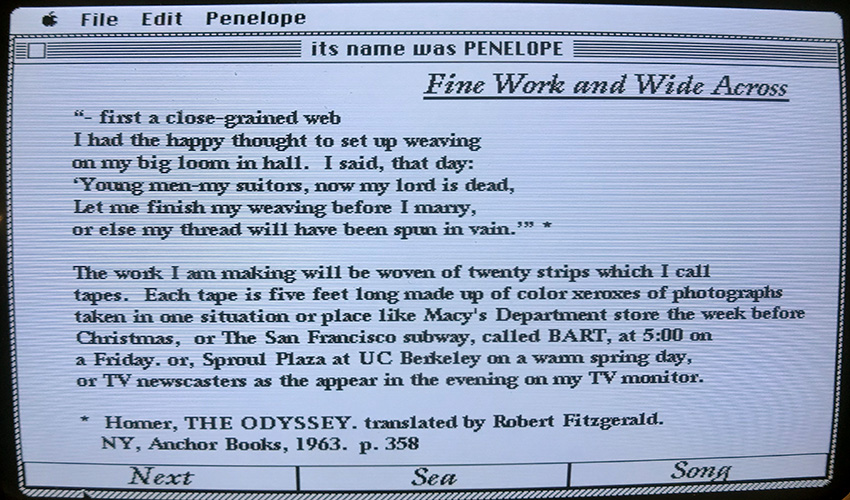 File Edit Penelope
its name was PENELOPE
Fine Work and Wide Across
“- first a close-grained web
I had the happy thought to set up weaving
on my big loom in hall. I said, that day:
‘Young men-my suitors, now my lord is dead,
Let me finish my weaving before I marry,
or else my thread will have been spun in vain.’” *
The work I am making will be woven of twenty strips which I call
tapes. Each tape is five feet long made up of color xeroxes of photographs
taken in one situation or place like Macy's Department store the week before
Christmas, or The San Francisco subway, called BART, at 5:00 on
a Friday. or, Sproul Plaza at UC Berkeley on a warm spring day,
or TV newscasters as the appear in the evening on my TV monitor.
* Homer, THE ODYSSEY. translated by Robert Fitzgerald.
NY, Anchor Books, 1963. p. 358
Next Sea Song